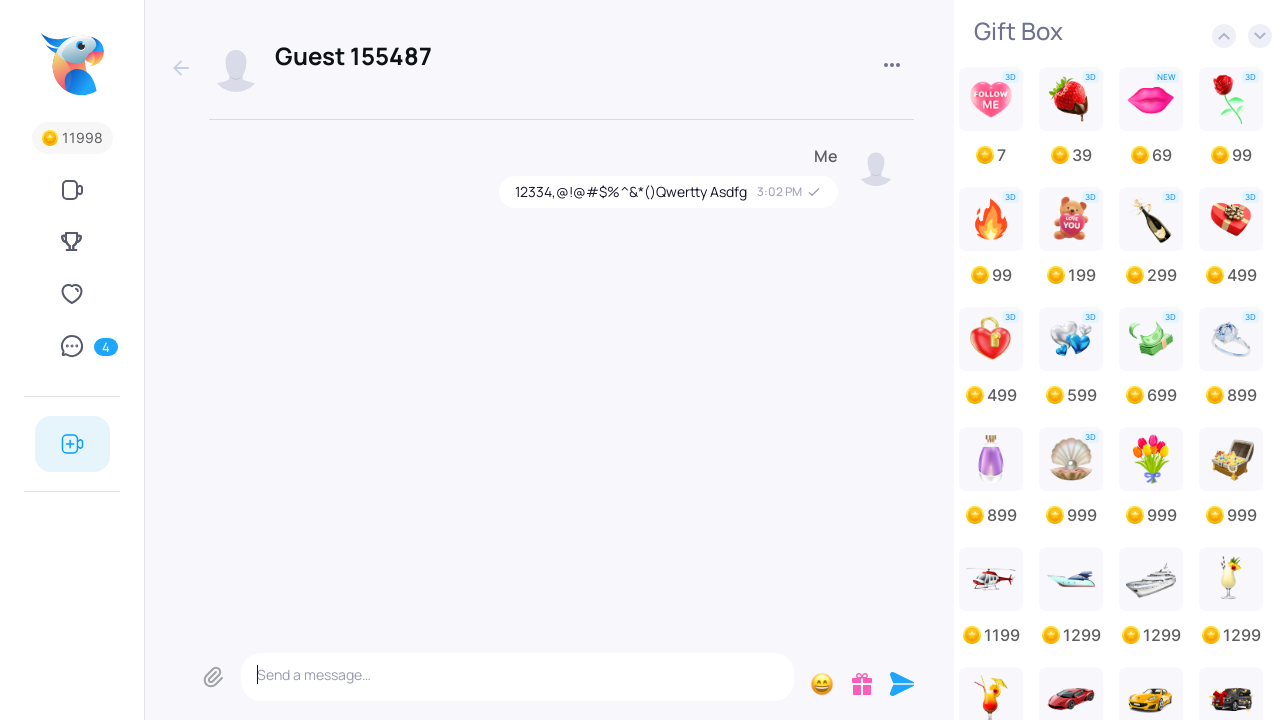 11998
4
Guest 155487
Me
12334,@!@#$%^&*()Qwertty Asdfg 3:02 PM
Send a message...
Gift Box
3D 3D NEW 3D
FOLLOW ME
7 39 69 99
3D 3D 3D 3D
LOVE YOU
99 199 299 499
3D 3D 3D 3D
499 599 699 899
3D
899 999 999 999
1199 1299 1299 1299